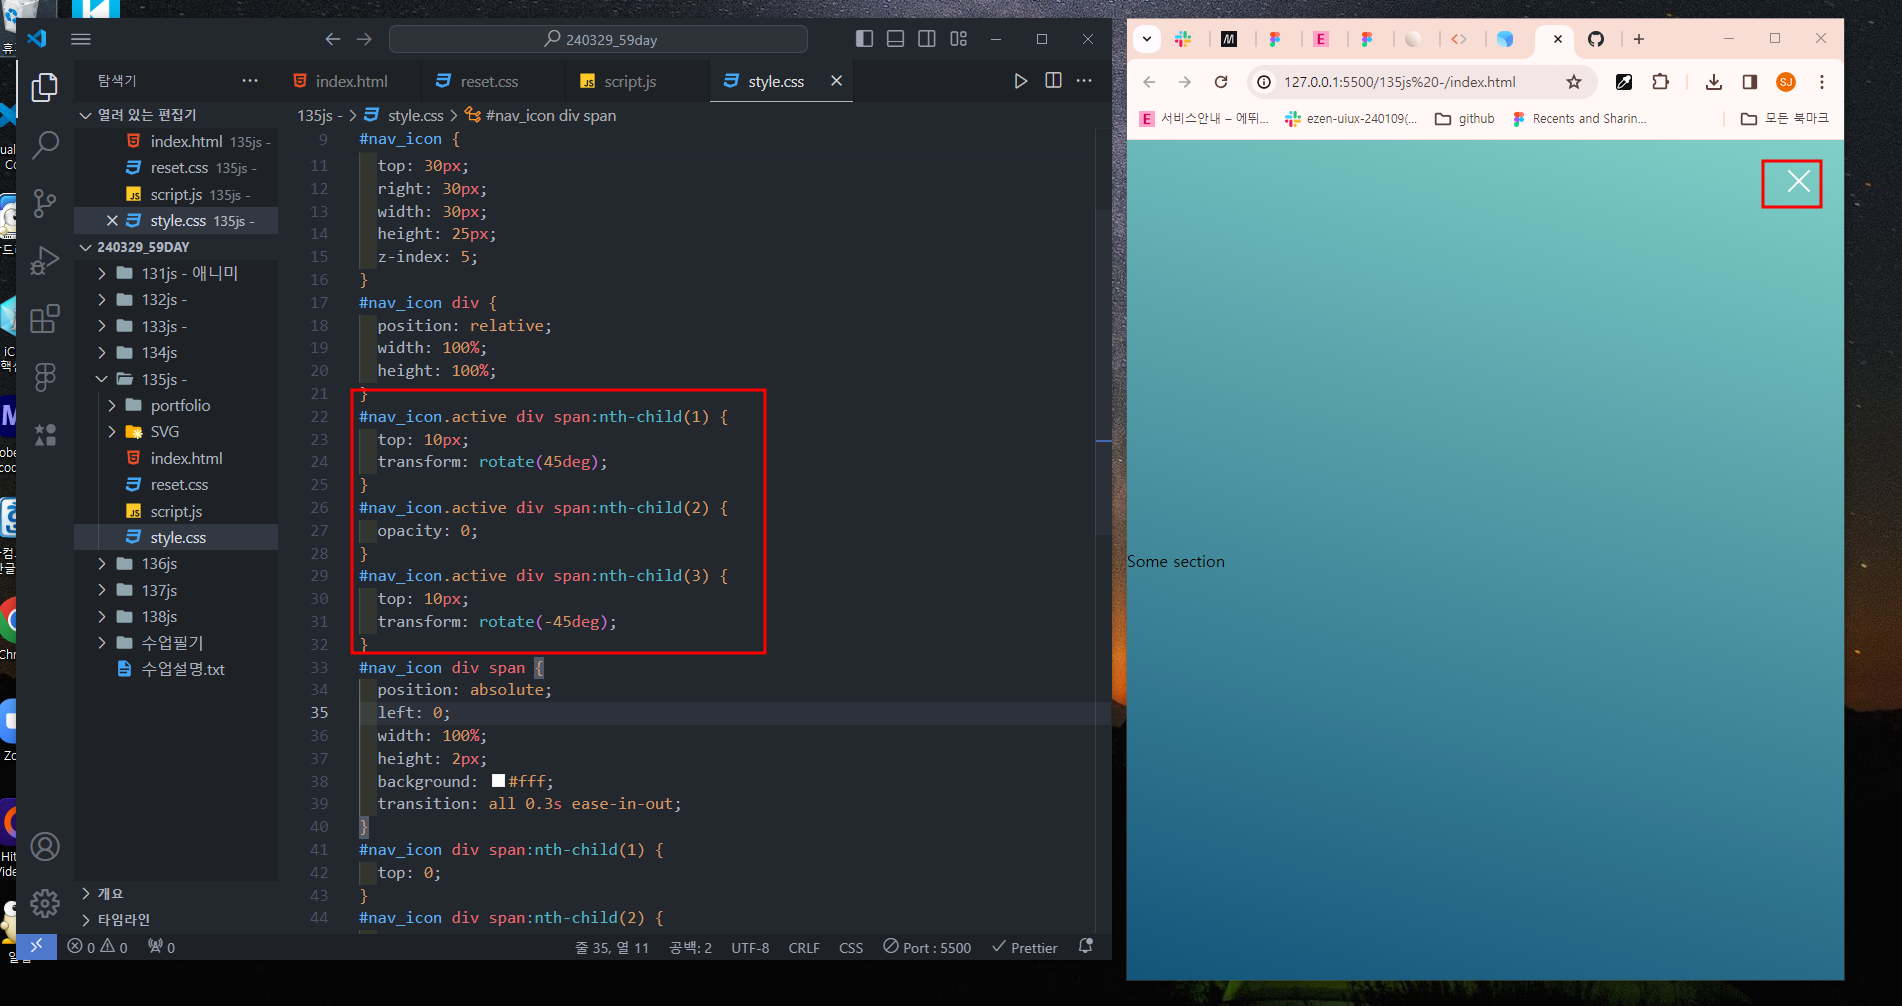 240329_59day
탐색기
index.html
reset.css
script.js
style.css
열려 있는 편집기
index.html 135js -
reset.css 135js -
script.js 135js -
style.css 135js -
240329_59DAY
131js - 애니미
132js -
133js -
134js
135js -
portfolio
SVG
index.html
reset.css
script.js
style.css
136js
137js
138js
수업필기
수업설명.txt
개요
타임라인
135js - > style.css > #nav_icon div span
9 #nav_icon {
11 top: 30px;
12 right: 30px;
13 width: 30px;
14 height: 25px;
15 z-index: 5;
16 }
17 #nav_icon div {
18 position: relative;
19 width: 100%;
20 height: 100%;
21 }
22 #nav_icon.active div span:nth-child(1) {
23 top: 10px;
24 transform: rotate(45deg);
25 }
26 #nav_icon.active div span:nth-child(2) {
27 opacity: 0;
28 }
29 #nav_icon.active div span:nth-child(3) {
30 top: 10px;
31 transform: rotate(-45deg);
32 }
33 #nav_icon div span {
34 position: absolute;
35 left: 0;
36 width: 100%;
37 height: 2px;
38 background: #fff;
39 transition: all 0.3s ease-in-out;
40 }
41 #nav_icon div span:nth-child(1) {
42 top: 0;
43 }
44 #nav_icon div span:nth-child(2) {
0 0 0
줄 35, 열 11 공백: 2 UTF-8 CRLF CSS Port : 5500 Prettier
127.0.0.1:5500/135js%20-/index.html
SJ
서비스안내 – 에뛰... ezen-uiux-240109(... github Recents and Sharin... 모든 북마크
Some section